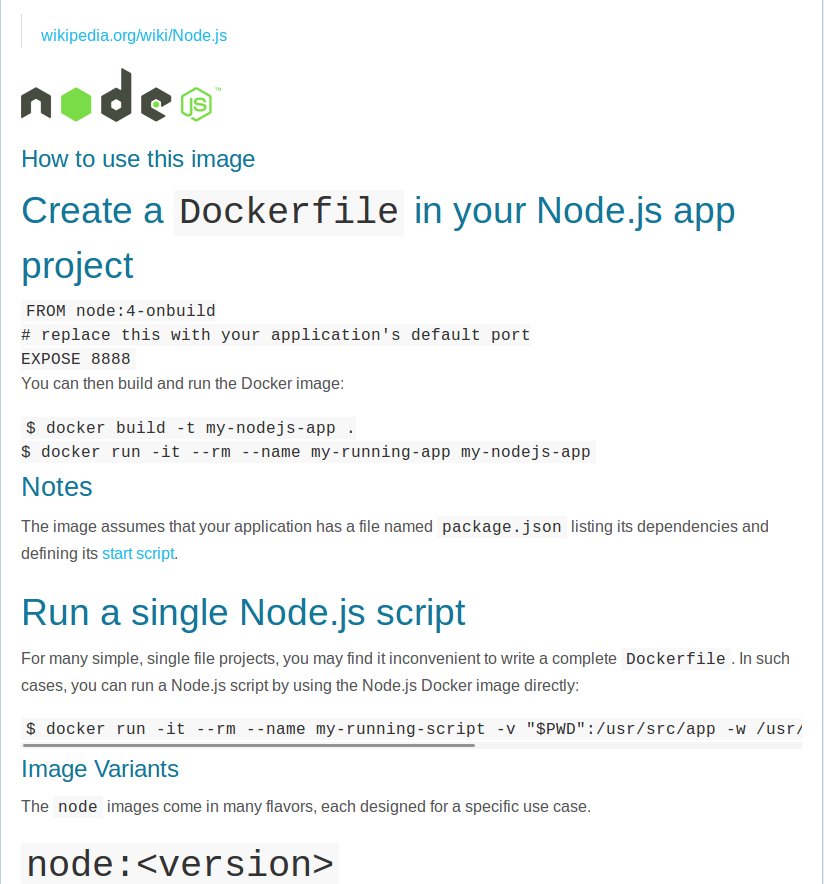 wikipedia.org/wiki/Node.js
node JS ™
How to use this image
Create a Dockerfile in your Node.js app
project
FROM node:4-onbuild
# replace this with your application's default port
EXPOSE 8888
You can then build and run the Docker image:
$ docker build -t my-nodejs-app .
$ docker run -it --rm --name my-running-app my-nodejs-app
Notes
The image assumes that your application has a file named package.json listing its dependencies and
defining its start script.
Run a single Node.js script
For many simple, single file projects, you may find it inconvenient to write a complete Dockerfile. In such
cases, you can run a Node.js script by using the Node.js Docker image directly:
$ docker run -it --rm --name my-running-script -v "$PWD":/usr/src/app -w /usr/
Image Variants
The node images come in many flavors, each designed for a specific use case.
node:<version>